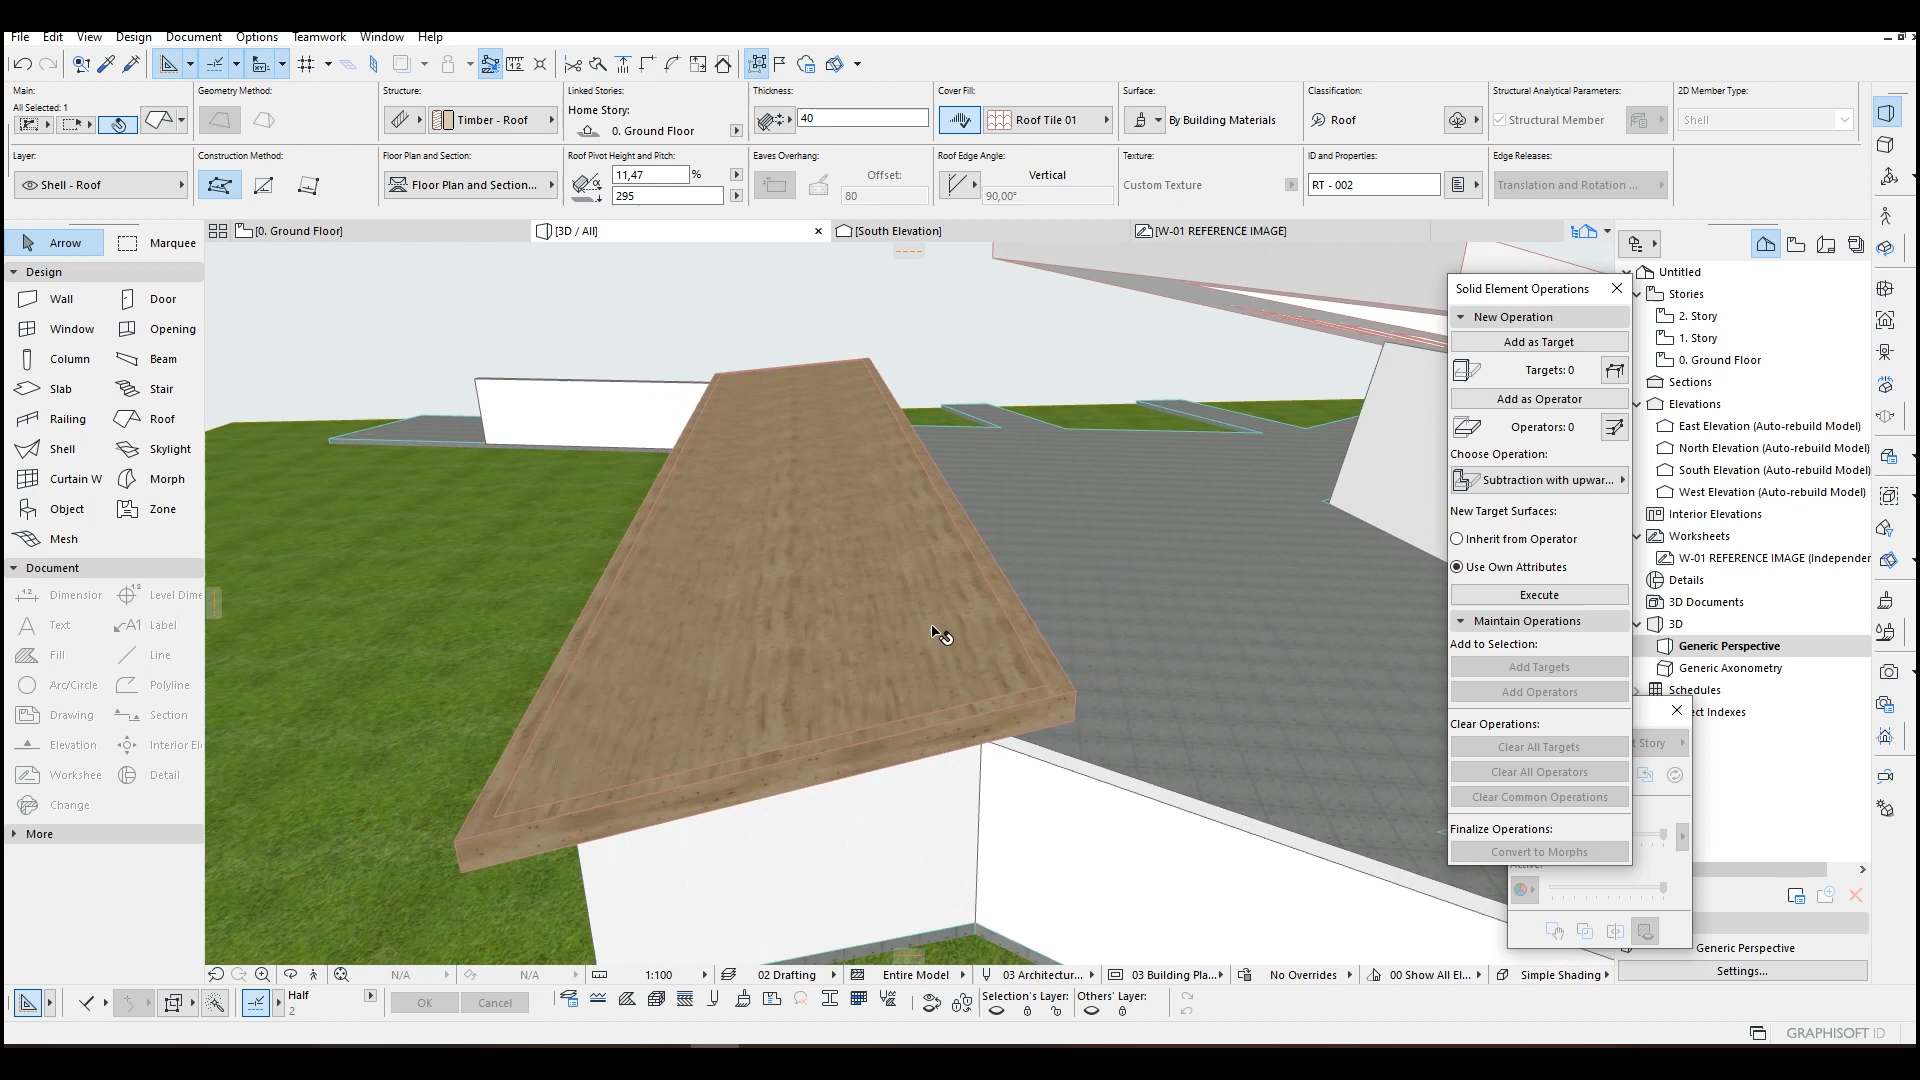 File Edit View Design Document Options Teamwork Window Help
Main: Geometry Method: Structure: Linked Stories: Thickness: Cover Fill: Surface: Classification: Structural Analytical Parameters: 2D Member Type:
All Selected: 1 Home Story:
Timber - Roof 0. Ground Floor 40 Roof Tile 01 By Building Materials Roof Structural Member Shell
Layer: Construction Method: Floor Plan and Section: Roof Pivot Height and Pitch: Eaves Overhang: Roof Edge Angle: Texture: ID and Properties: Edge Releases:
11,47 % Offset: Vertical
Shell - Roof Floor Plan and Section... 295 80 90,00° Custom Texture RT - 002 Translation and Rotation ...
Arrow Marquee
[0. Ground Floor] [3D / All] [South Elevation] [W-01 REFERENCE IMAGE]
Design
Wall Door
Window Opening
Column Beam
Slab Stair
Railing Roof
Shell Skylight
Curtain W Morph
Object Zone
Mesh
Document
Dimensior Level Dime
Text Label
Fill Line
Arc/Circle Polyline
Drawing Section
Elevation Interior El
Workshee Detail
Change
More
Solid Element Operations
New Operation
Add as Target
Targets: 0
Add as Operator
Operators: 0
Choose Operation:
Subtraction with upwar...
New Target Surfaces:
Inherit from Operator
Use Own Attributes
Execute
Maintain Operations
Add to Selection:
Add Targets
Add Operators
Clear Operations:
Clear All Targets
Clear All Operators
Clear Common Operations
Finalize Operations:
Convert to Morphs
Untitled
Stories
2. Story
1. Story
0. Ground Floor
Sections
Elevations
East Elevation (Auto-rebuild Model)
North Elevation (Auto-rebuild Model)
South Elevation (Auto-rebuild Model)
West Elevation (Auto-rebuild Model)
Interior Elevations
Worksheets
W-01 REFERENCE IMAGE (Independer
Details
3D Documents
3D
Generic Perspective
Generic Axonometry
Schedules
ect Indexes
t Story
Generic Perspective
Settings...
N/A N/A 1:100 02 Drafting Entire Model 03 Architectur... 03 Building Pla... No Overrides 00 Show All El... Simple Shading
Half
2
OK Cancel
Selection's Layer: Others' Layer:
GRAPHISOFT ID